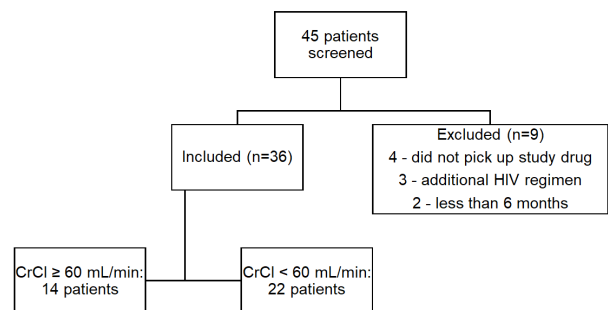 45 patients
screened
Included (n=36)
Excluded (n=9)
4 - did not pick up study drug
3 - additional HIV regimen
2 - less than 6 months
CrCl ≥ 60 mL/min:
14 patients
CrCl < 60 mL/min:
22 patients